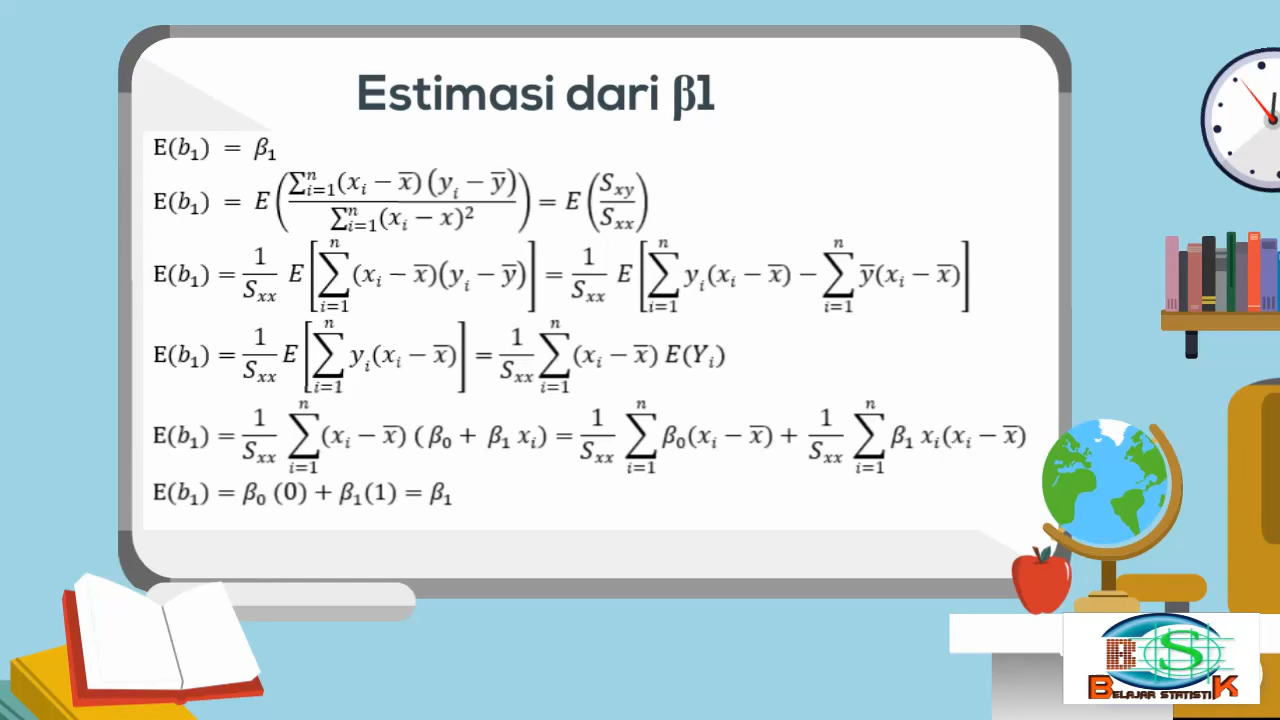 Estimasi dari β1
E(b₁) = β₁
E(b₁) = E(∑ⁿᵢ₌₁(xᵢ − x̅)(yᵢ − y̅) / ∑ⁿᵢ₌₁(xᵢ − x)²) = E(Sxy / Sxx)
E(b₁) = 1/Sxx E[∑ⁿᵢ₌₁(xᵢ − x̅)(yᵢ − y̅)] = 1/Sxx E[∑ⁿᵢ₌₁ yᵢ(xᵢ − x̅) − ∑ⁿᵢ₌₁ y̅(xᵢ − x̅)]
E(b₁) = 1/Sxx E[∑ⁿᵢ₌₁ yᵢ(xᵢ − x̅)] = 1/Sxx ∑ⁿᵢ₌₁(xᵢ − x̅) E(Yᵢ)
E(b₁) = 1/Sxx ∑ⁿᵢ₌₁(xᵢ − x̅) (β₀ + β₁ xᵢ) = 1/Sxx ∑ⁿᵢ₌₁ β₀(xᵢ − x̅) + 1/Sxx ∑ⁿᵢ₌₁ β₁ xᵢ(xᵢ − x̅)
E(b₁) = β₀ (0) + β₁(1) = β₁
BELAJAR STATISTIK